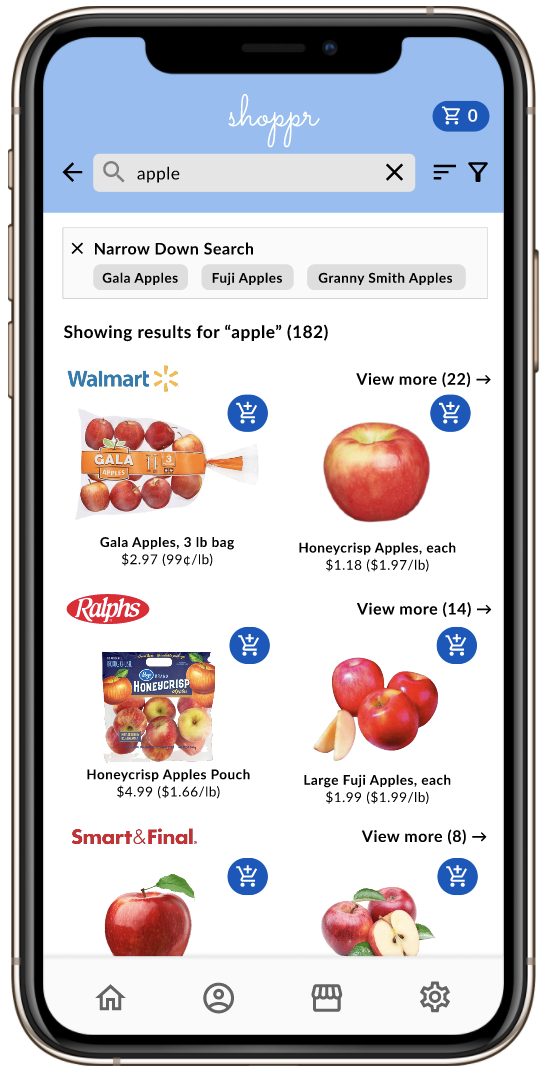 shoppr
0
apple
Narrow Down Search
Gala Apples
Fuji Apples
Granny Smith Apples
Showing results for “apple” (182)
Walmart
View more (22) →
GALA
APPLES
3
Gala Apples, 3 lb bag
$2.97 (99¢/lb)
Honeycrisp Apples, each
$1.18 ($1.97/lb)
Ralphs
View more (14) →
HONEYCRISP
Honeycrisp Apples Pouch
$4.99 ($1.66/lb)
Large Fuji Apples, each
$1.99 ($1.99/lb)
Smart&Final.
View more (8) →